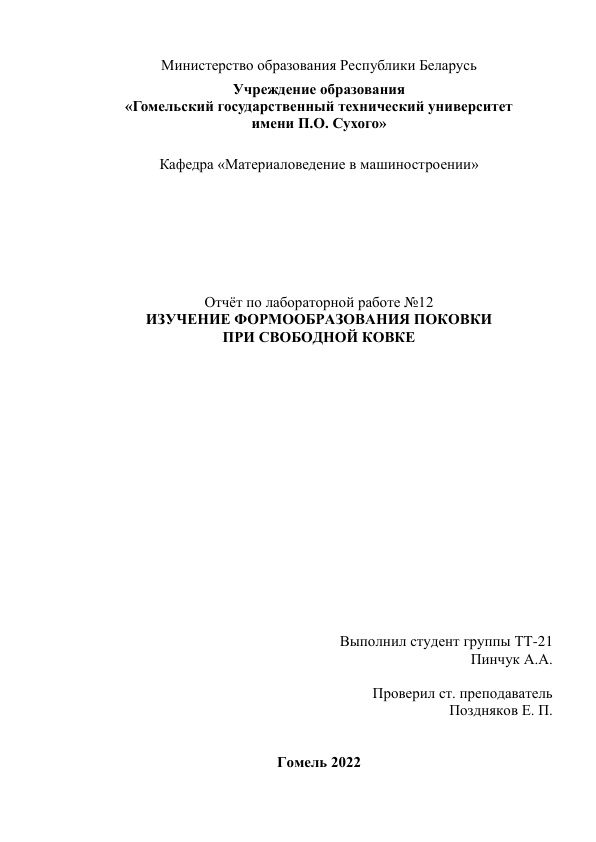 Министерство образования Республики Беларусь
Учреждение образования
«Гомельский государственный технический университет
имени П.О. Сухого»
Кафедра «Материаловедение в машиностроении»
Отчёт по лабораторной работе №12
ИЗУЧЕНИЕ ФОРМООБРАЗОВАНИЯ ПОКОВКИ
ПРИ СВОБОДНОЙ КОВКЕ
Выполнил студент группы ТТ-21
Пинчук А.А.
Проверил ст. преподаватель
Поздняков Е. П.
Гомель 2022